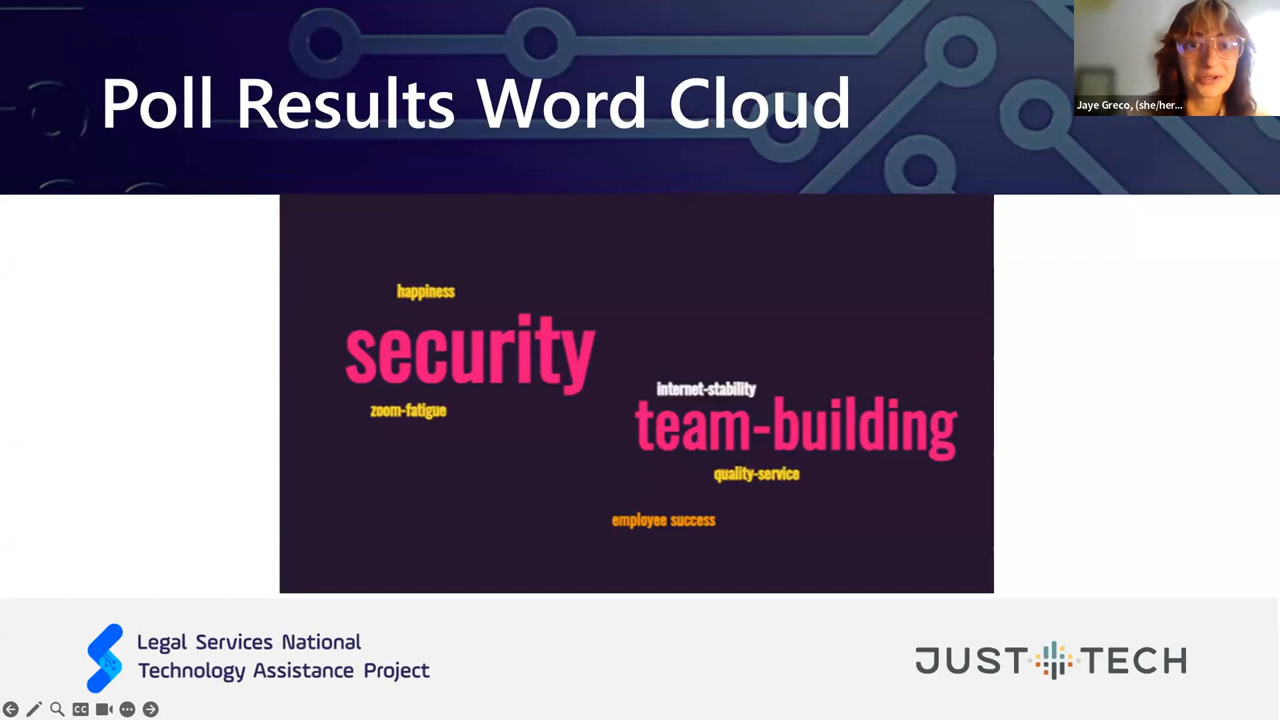 Poll Results Word Cloud
Jaye Greco, (she/her...
happiness
security
zoom-fatigue
internet-stability
team-building
quality-service
employee success
Legal Services National
Technology Assistance Project
JUST TECH
CC